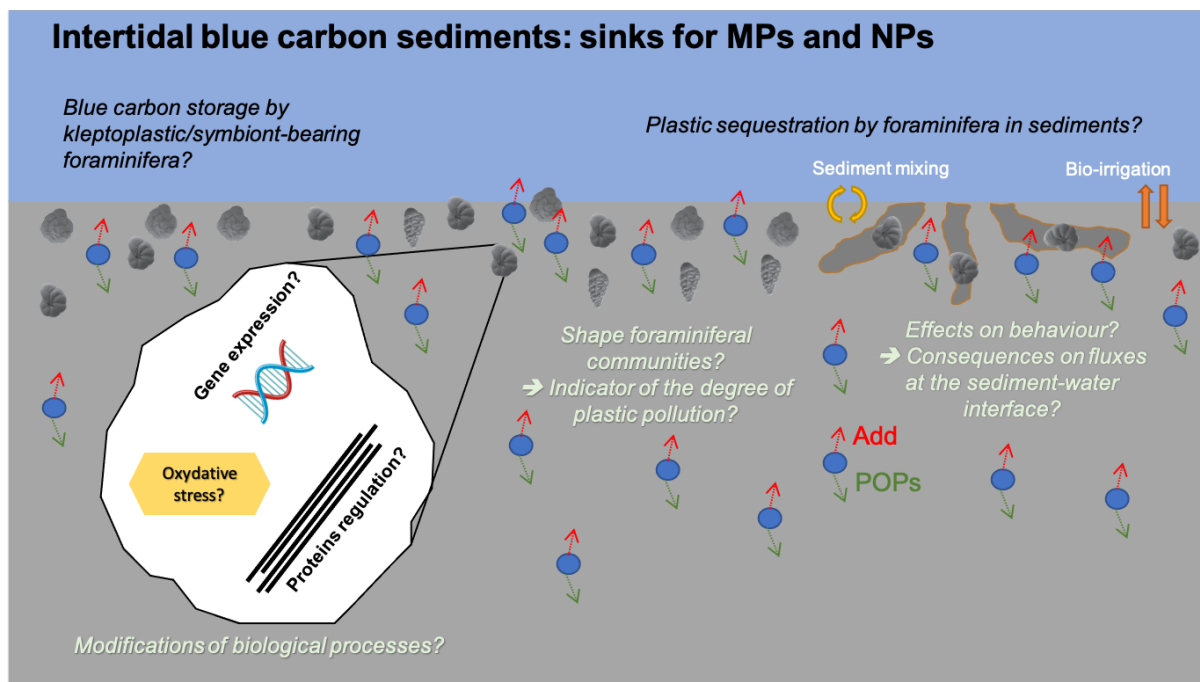 Intertidal blue carbon sediments: sinks for MPs and NPs
Blue carbon storage by
kleptoplastic/symbiont-bearing
foraminifera?
Plastic sequestration by foraminifera in sediments?
Sediment mixing
Bio-irrigation
Gene expression?
Oxydative
stress?
Proteins regulation?
Shape foraminiferal
communities?
➔ Indicator of the degree of
plastic pollution?
Effects on behaviour?
➔ Consequences on fluxes
at the sediment-water
interface?
Add
POPs
Modifications of biological processes?